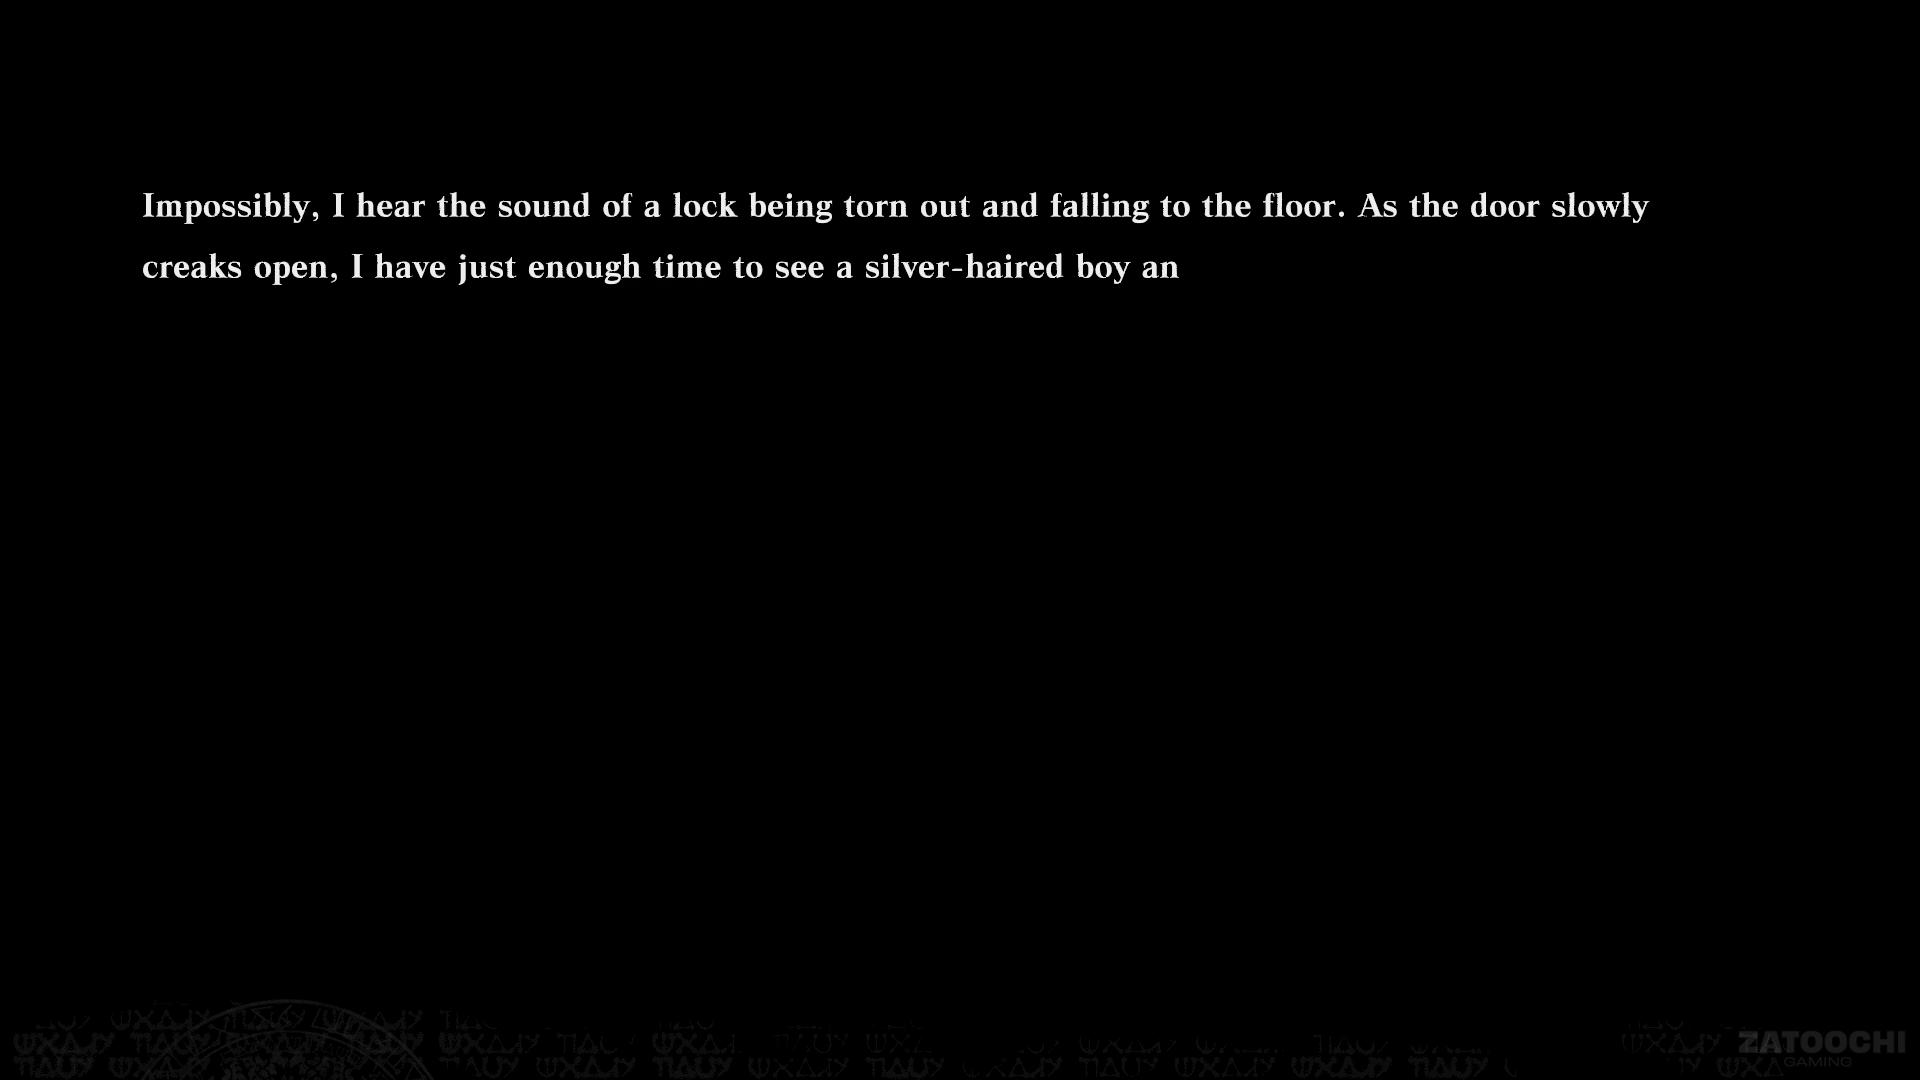 Impossibly, I hear the sound of a lock being torn out and falling to the floor. As the door slowly
creaks open, I have just enough time to see a silver-haired boy an
ZATOOCHI
GAMING